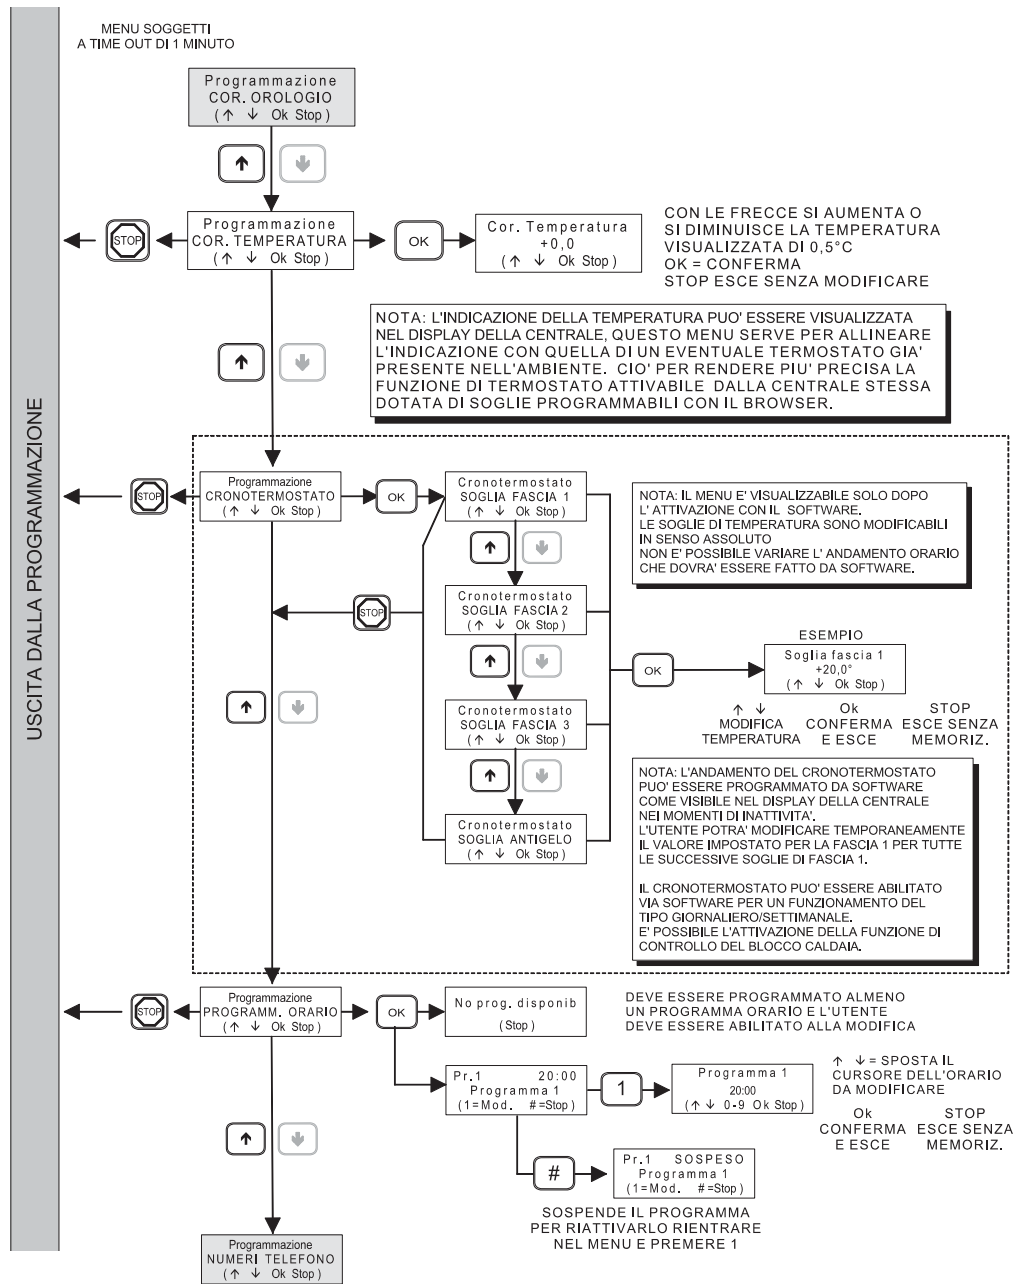 MENU SOGGETTI
A TIME OUT DI 1 MINUTO
USCITA DALLA PROGRAMMAZIONE
Programmazione
COR. OROLOGIO
(↑ ↓ Ok Stop)
Programmazione
COR. TEMPERATURA
(↑ ↓ Ok Stop)
STOP
OK
Cor. Temperatura
+0,0
(↑ ↓ Ok Stop)
CON LE FRECCE SI AUMENTA O
SI DIMINUISCE LA TEMPERATURA
VISUALIZZATA DI 0,5°C
OK = CONFERMA
STOP ESCE SENZA MODIFICARE
NOTA: L'INDICAZIONE DELLA TEMPERATURA PUO' ESSERE VISUALIZZATA
NEL DISPLAY DELLA CENTRALE, QUESTO MENU SERVE PER ALLINEARE
L'INDICAZIONE CON QUELLA DI UN EVENTUALE TERMOSTATO GIA'
PRESENTE NELL'AMBIENTE. CIO' PER RENDERE PIU' PRECISA LA
FUNZIONE DI TERMOSTATO ATTIVABILE DALLA CENTRALE STESSA
DOTATA DI SOGLIE PROGRAMMABILI CON IL BROWSER.
STOP
Programmazione
CRONOTERMOSTATO
(↑ ↓ Ok Stop)
OK
Cronotermostato
SOGLIA FASCIA 1
(↑ ↓ Ok Stop)
NOTA: IL MENU E' VISUALIZZABILE SOLO DOPO
L' ATTIVAZIONE CON IL SOFTWARE.
LE SOGLIE DI TEMPERATURA SONO MODIFICABILI
IN SENSO ASSOLUTO
NON E' POSSIBILE VARIARE L' ANDAMENTO ORARIO
CHE DOVRA' ESSERE FATTO DA SOFTWARE.
STOP
Cronotermostato
SOGLIA FASCIA 2
(↑ ↓ Ok Stop)
OK
ESEMPIO
Soglia fascia 1
+20,0°
(↑ ↓ Ok Stop)
↑ ↓
MODIFICA
TEMPERATURA
Ok
CONFERMA
E ESCE
STOP
ESCE SENZA
MEMORIZ.
Cronotermostato
SOGLIA FASCIA 3
(↑ ↓ Ok Stop)
Cronotermostato
SOGLIA ANTIGELO
(↑ ↓ Ok Stop)
NOTA: L'ANDAMENTO DEL CRONOTERMOSTATO
PUO' ESSERE PROGRAMMATO DA SOFTWARE
COME VISIBILE NEL DISPLAY DELLA CENTRALE
NEI MOMENTI DI INATTIVITA'.
L'UTENTE POTRA' MODIFICARE TEMPORANEAMENTE
IL VALORE IMPOSTATO PER LA FASCIA 1 PER TUTTE
LE SUCCESSIVE SOGLIE DI FASCIA 1.
IL CRONOTERMOSTATO PUO' ESSERE ABILITATO
VIA SOFTWARE PER UN FUNZIONAMENTO DEL
TIPO GIORNALIERO/SETTIMANALE.
E' POSSIBILE L'ATTIVAZIONE DELLA FUNZIONE DI
CONTROLLO DEL BLOCCO CALDAIA.
STOP
Programmazione
PROGRAMM. ORARIO
(↑ ↓ Ok Stop)
OK
No prog. disponib
(Stop)
DEVE ESSERE PROGRAMMATO ALMENO
UN PROGRAMMA ORARIO E L'UTENTE
DEVE ESSERE ABILITATO ALLA MODIFICA
Pr.1 20:00
Programma 1
(1=Mod. #=Stop)
1
Programma 1
20:00
(↑ ↓ 0-9 Ok Stop)
↑ ↓ = SPOSTA IL
CURSORE DELL'ORARIO
DA MODIFICARE
Ok
CONFERMA
E ESCE
STOP
ESCE SENZA
MEMORIZ.
#
Pr.1 SOSPESO
Programma 1
(1=Mod. #=Stop)
SOSPENDE IL PROGRAMMA
PER RIATTIVARLO RIENTRARE
NEL MENU E PREMERE 1
Programmazione
NUMERI TELEFONO
(↑ ↓ Ok Stop)